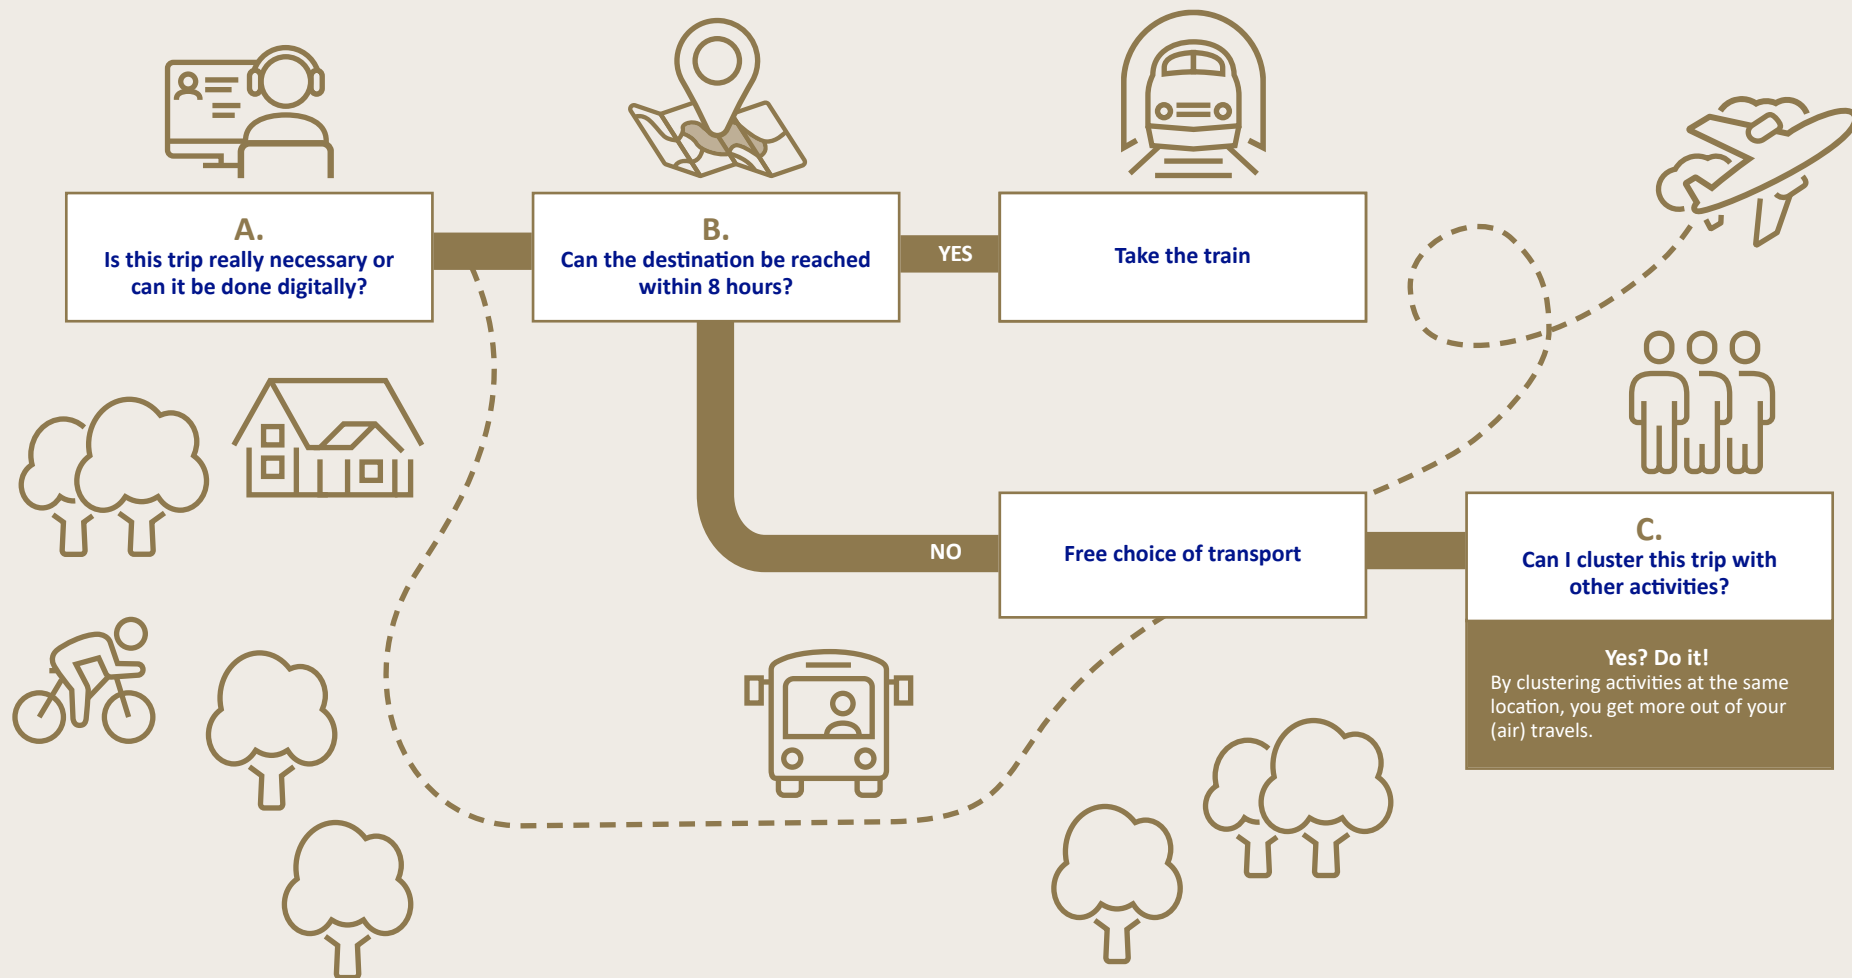 A.
Is this trip really necessary or
can it be done digitally?
B.
Can the destination be reached
within 8 hours?
YES
Take the train
NO
Free choice of transport
C.
Can I cluster this trip with
other activities?
Yes? Do it!
By clustering activities at the same
location, you get more out of your
(air) travels.